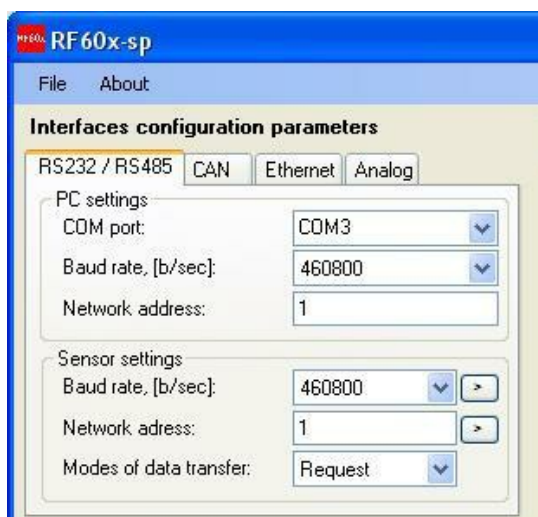 RF60x RF60x-sp
File About
Interfaces configuration parameters
RS232 / RS485 CAN Ethernet Analog
PC settings
COM port: COM3
Baud rate, [b/sec]: 460800
Network address: 1
Sensor settings
Baud rate, [b/sec]: 460800 >
Network adress: 1 >
Modes of data transfer: Request